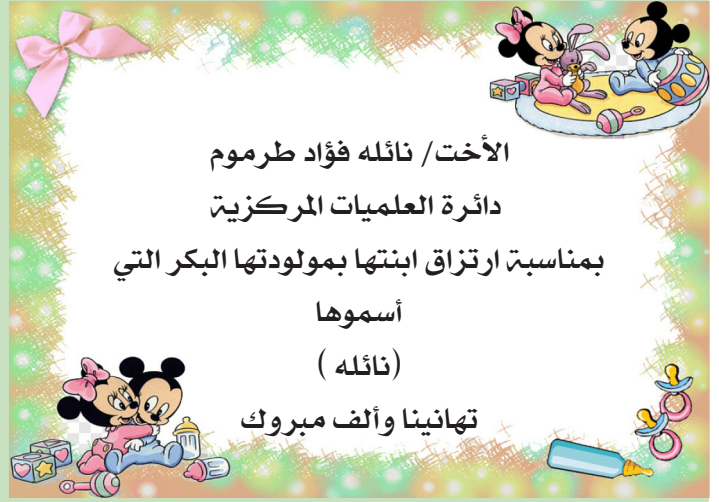 الأخت/ نائله فؤاد طرموم
دائرة العلميات المركزية
بمناسبة ارتزاق ابنتها بمولودتها البكر التي
أسموها
(نائله )
تهانينا وألف مبروك